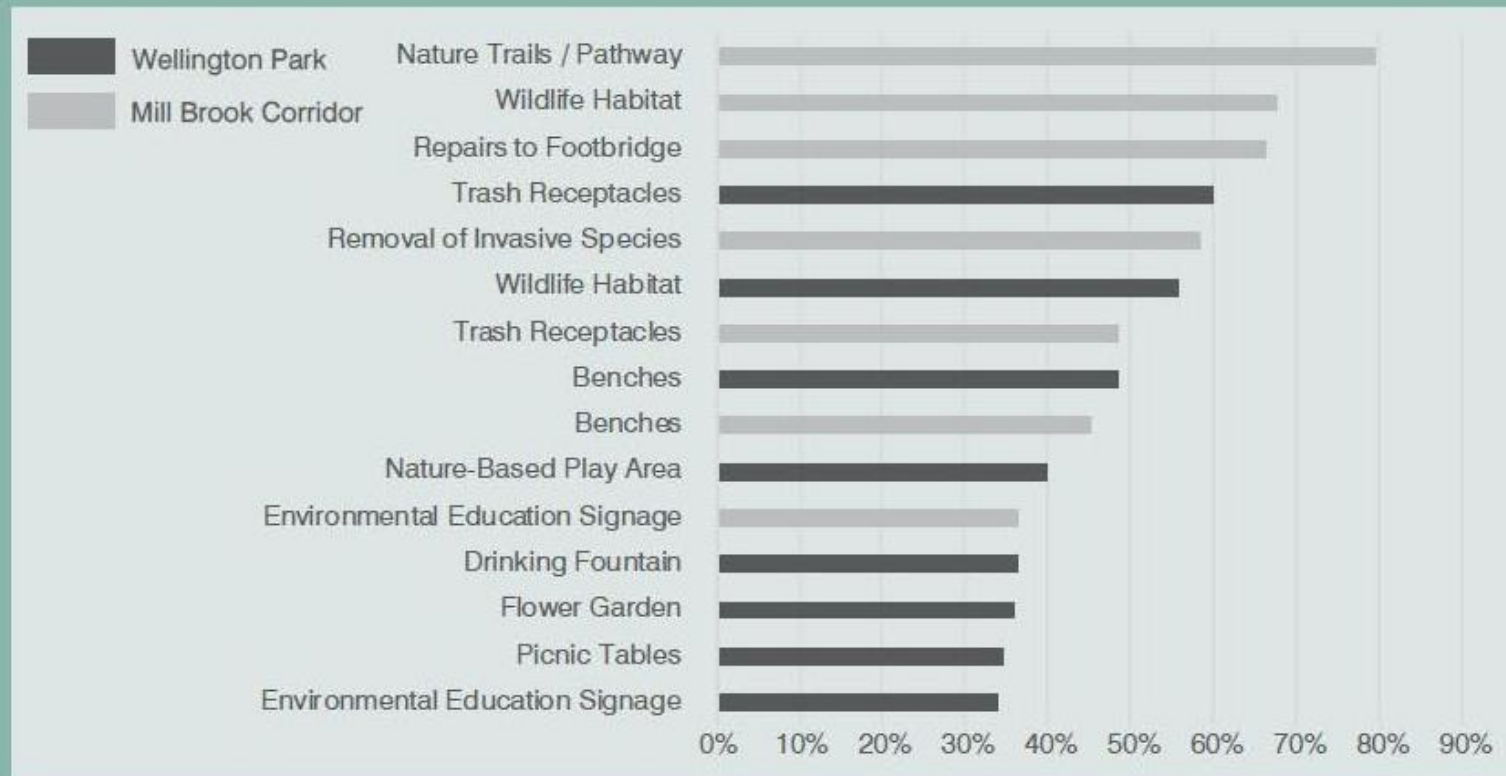 Wellington Park
Mill Brook Corridor
Nature Trails / Pathway
Wildlife Habitat
Repairs to Footbridge
Trash Receptacles
Removal of Invasive Species
Wildlife Habitat
Trash Receptacles
Benches
Benches
Nature-Based Play Area
Environmental Education Signage
Drinking Fountain
Flower Garden
Picnic Tables
Environmental Education Signage
0% 10% 20% 30% 40% 50% 60% 70% 80% 90%